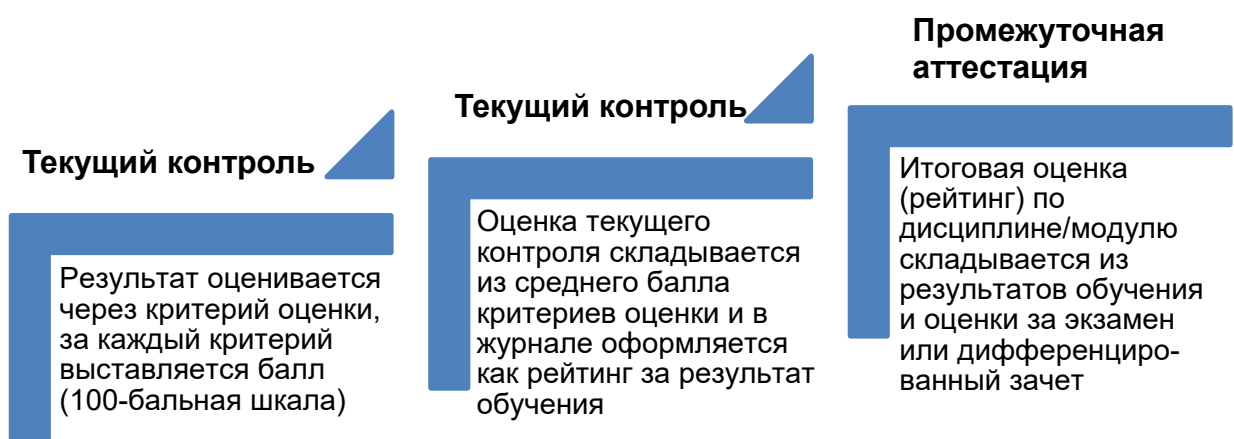 Текущий контроль
Результат оценивается
через критерий оценки,
за каждый критерий
выставляется балл
(100-бальная шкала)
Текущий контроль
Оценка текущего
контроля складывается
из среднего балла
критериев оценки и в
журнале оформляется
как рейтинг за результат
обучения
Промежуточная
аттестация
Итоговая оценка
(рейтинг) по
дисциплине/модулю
складывается из
результатов обучения
и оценки за экзамен
или дифференциро-
ванный зачет